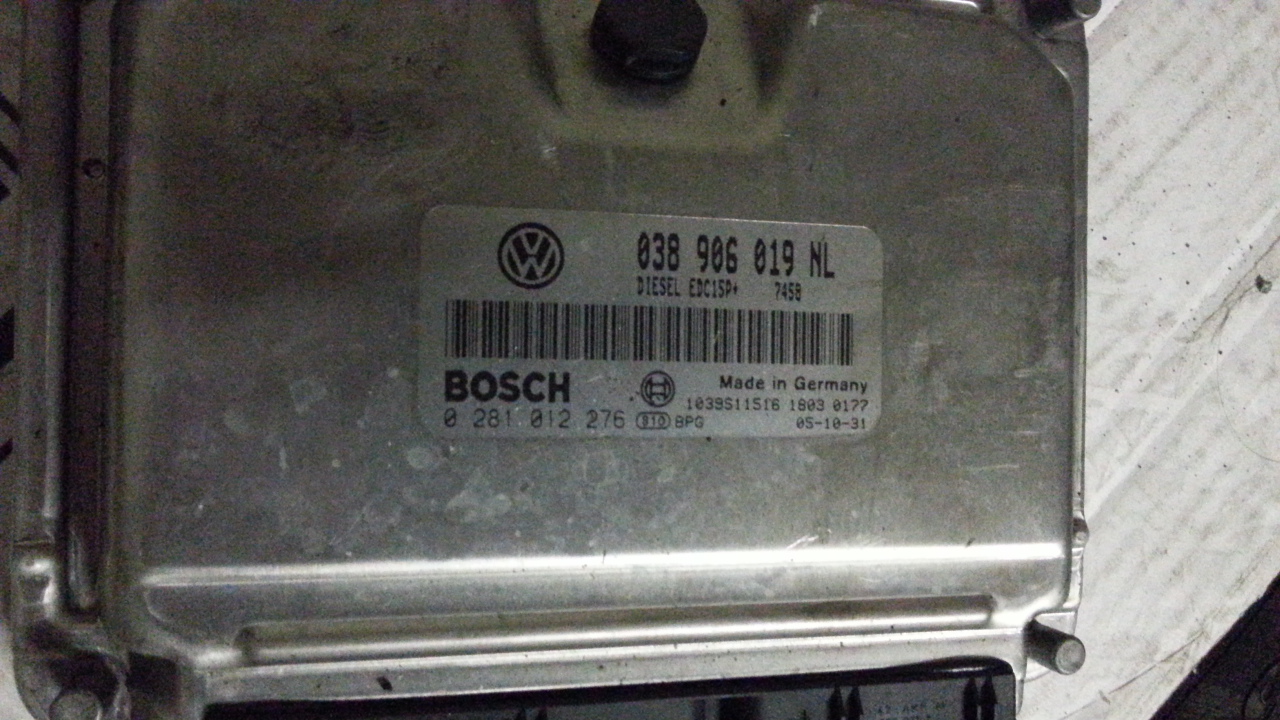 038 906 019 NL
DIESEL EDC15P+ 7458
BOSCH
Made in Germany
1039S11516 1803 0177
0 281 012 276 910 BPG 05-10-31